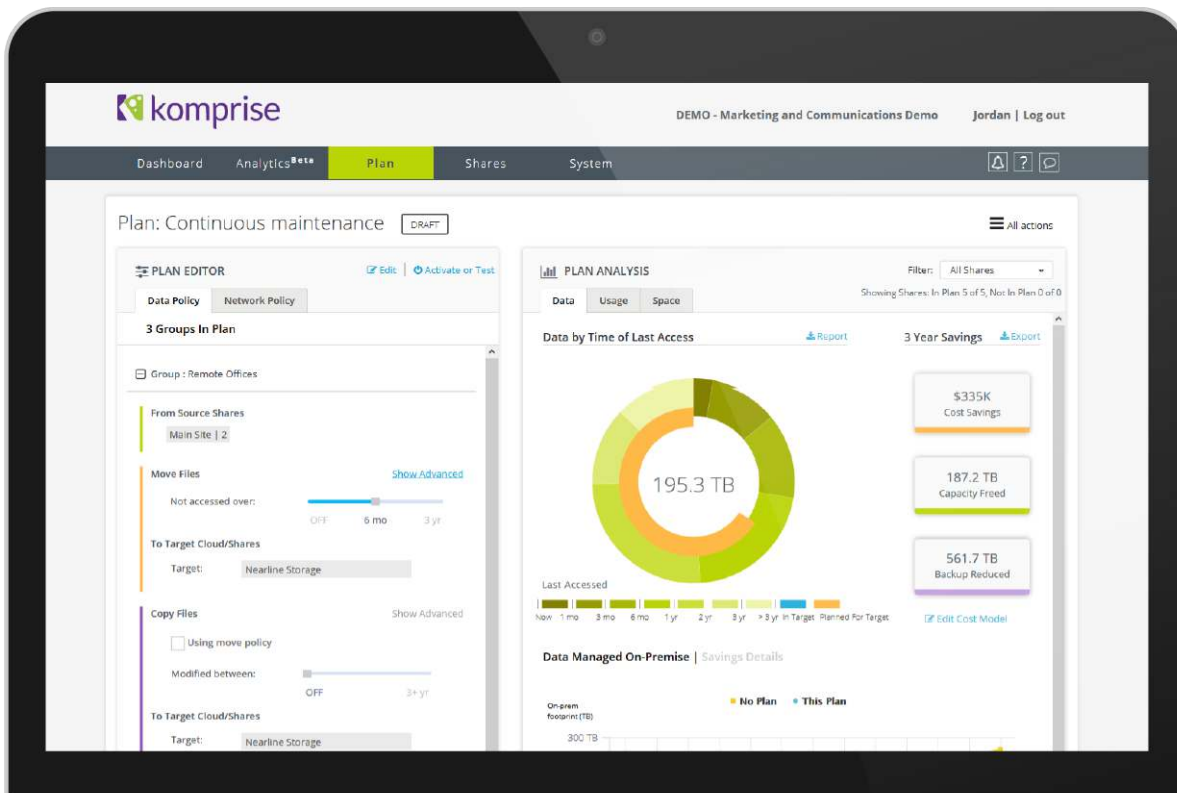 komprise
DEMO - Marketing and Communications Demo Jordan | Log out
Dashboard AnalyticsBeta Plan Shares System ?
Plan: Continuous maintenance DRAFT All actions
PLAN EDITOR Edit | Activate or Test
Data Policy Network Policy
3 Groups In Plan
Group : Remote Offices
From Source Shares
Main Site | 2
Move Files Show Advanced
Not accessed over:
OFF 6 mo 3 yr
To Target Cloud/Shares
Target: Nearline Storage
Copy Files Show Advanced
Using move policy
Modified between:
OFF 3+ yr
To Target Cloud/Shares
Target: Nearline Storage
PLAN ANALYSIS Filter: All Shares
Data Usage Space Showing Shares: In Plan 5 of 5, Not In Plan 0 of 0
Data by Time of Last Access Report 3 Year Savings Export
195.3 TB
$335K
Cost Savings
187.2 TB
Capacity Freed
561.7 TB
Backup Reduced
Edit Cost Model
Last Accessed
Now 1 mo 3 mo 6 mo 1 yr 2 yr 3 yr > 3 yr In Target Planned For Target
Data Managed On-Premise | Savings Details
On-prem
footprint (TB)
No Plan This Plan
300 TB